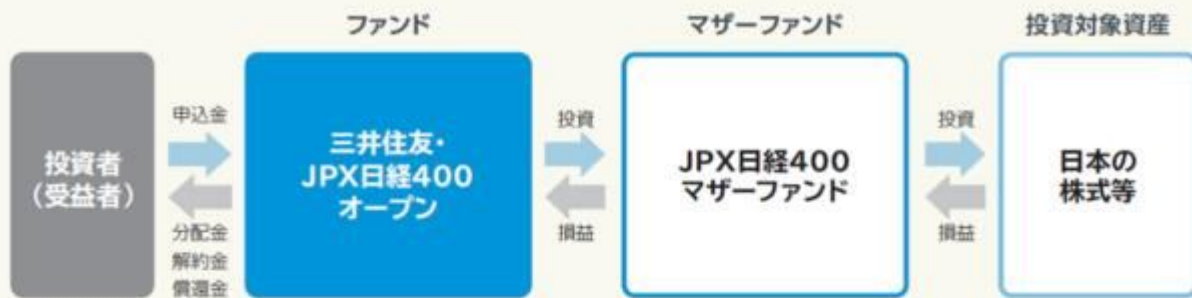 ファンド
マザーファンド
投資対象資産
投資者
（受益者）
申込金
分配金
解約金
償還金
三井住友・
JPX日経400
オープン
投資
損益
JPX日経400
マザーファンド
投資
損益
日本の
株式等